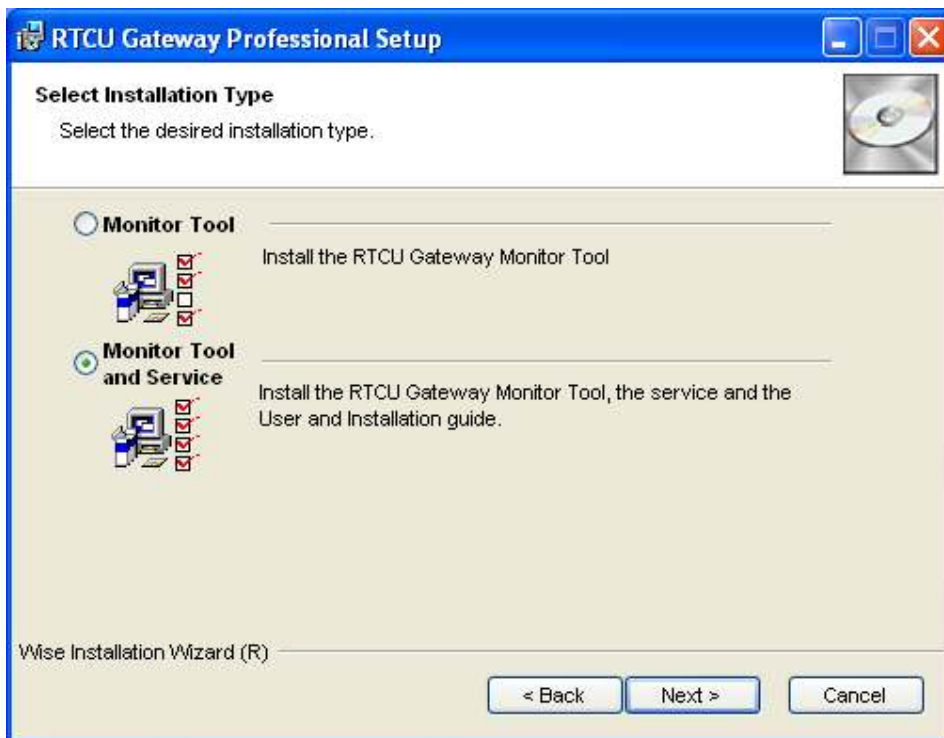 RTCU Gateway Professional Setup
Select Installation Type
Select the desired installation type.
Monitor Tool
Install the RTCU Gateway Monitor Tool
Monitor Tool
and Service
Install the RTCU Gateway Monitor Tool, the service and the
User and Installation guide.
Wise Installation Wizard (R)
< Back
Next >
Cancel